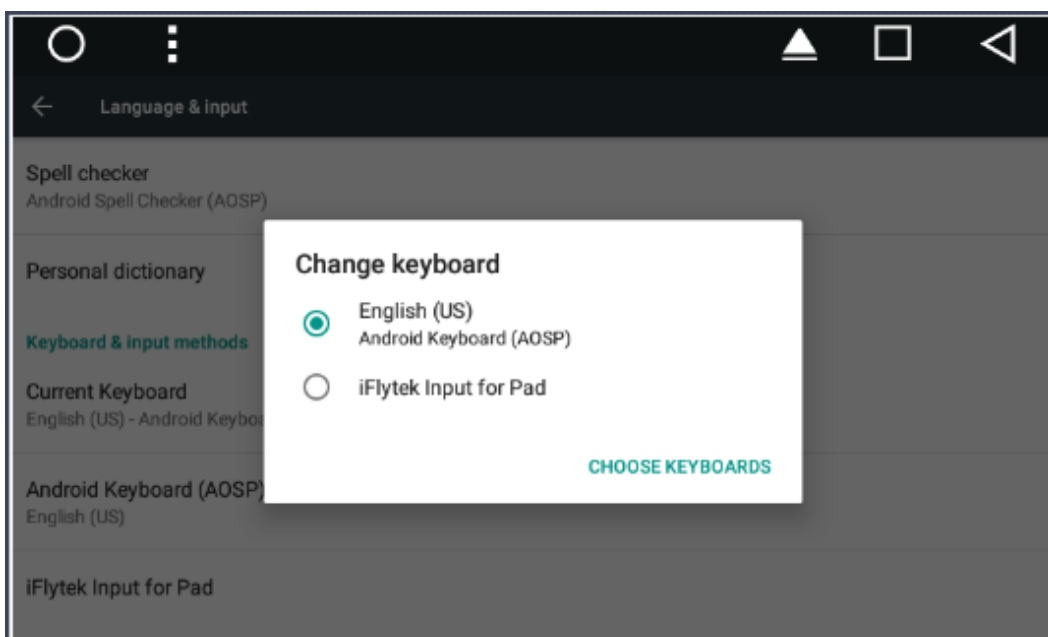 Language & input
Spell checker
Android Spell Checker (AOSP)
Personal dictionary
Keyboard & input methods
Current Keyboard
English (US) - Android
Android Keyboard (AOSP)
English (US)
iFlytek Input for Pad
Change keyboard
English (US)
Android Keyboard (AOSP)
iFlytek Input for Pad
CHOOSE KEYBOARDS